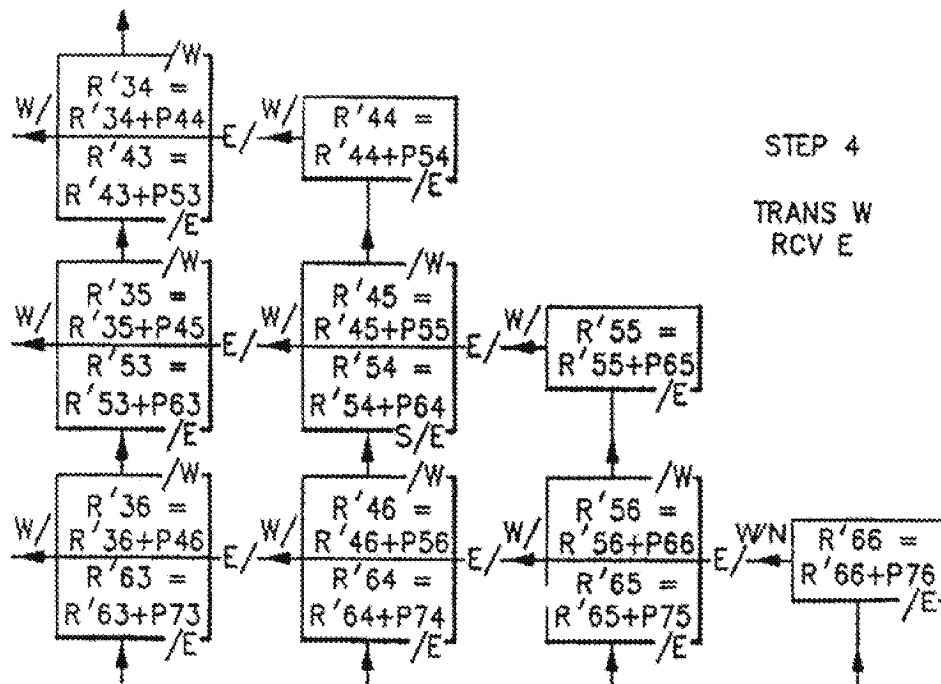 /W
R'34 =
W/ R'34+P44 E/ W/ R'44 =
R'43 = R'44+P54
R'43+P53 /E
/E
STEP 4
TRANS W
RCV E
/W /W
R'35 = R'45 =
W/ R'35+P45 E/ W/ R'45+P55 E/ W/ R'55 =
R'53 = R'54 = R'55+P65
R'53+P63 R'54+P64 /E
/E S/E
/W /W /W
R'36 = R'46 = R'56 =
W/ R'36+P46 E/ W/ R'46+P56 E/ W/ R'56+P66 E/ W/N R'66 =
R'63 = R'64 = R'65 = R'66+P76
R'63+P73 R'64+P74 R'65+P75 /E
/E /E /E